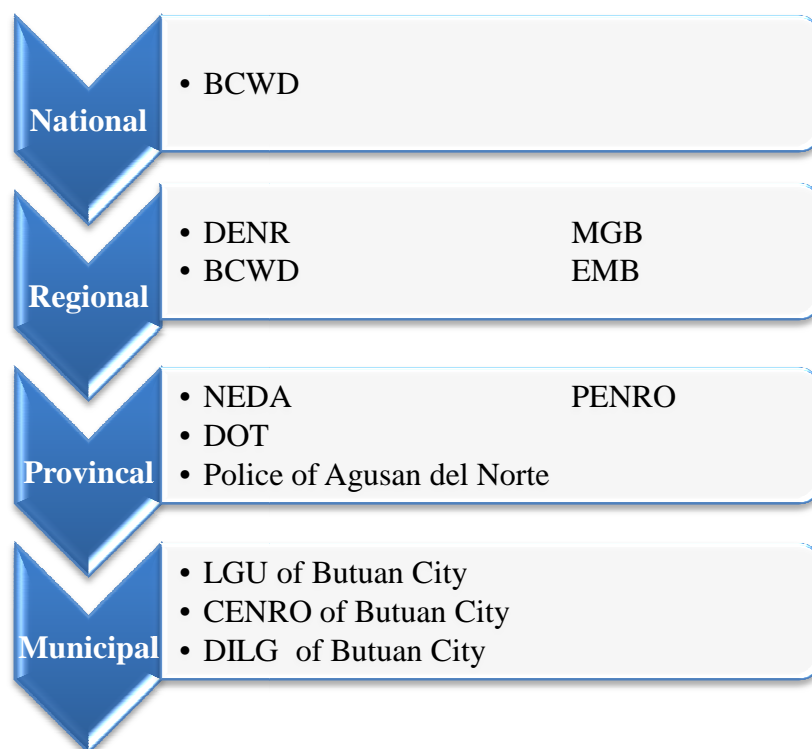 National
• BCWD
Regional
• DENR MGB
• BCWD EMB
Provincal
• NEDA PENRO
• DOT
• Police of Agusan del Norte
Municipal
• LGU of Butuan City
• CENRO of Butuan City
• DILG of Butuan City